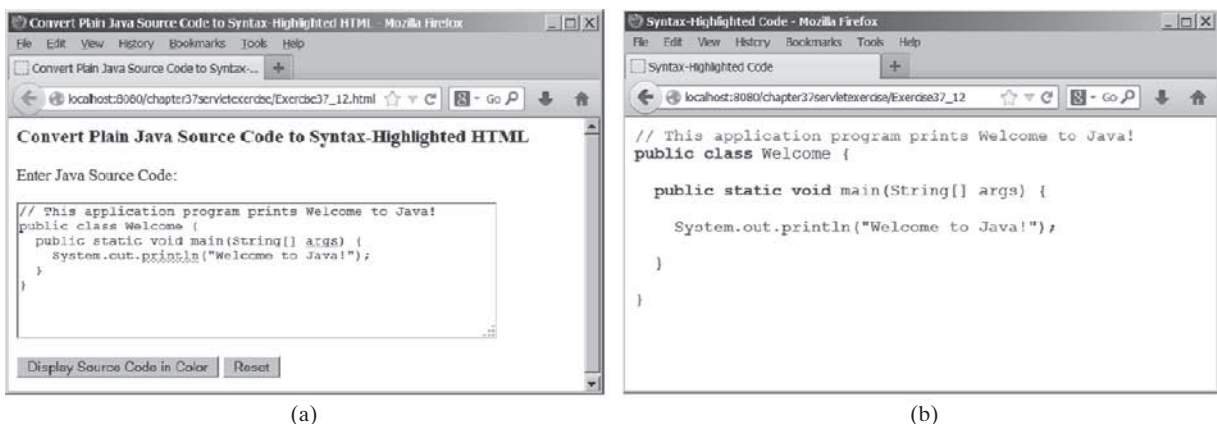 Convert Plain Java Source Code to Syntax-Highlighted HTML - Mozilla Firefox
File Edit View History Bookmarks Tools Help
Convert Plain Java Source Code to Syntax-...
localhost:8080/chapter37servletexercise/Exercise37_12.html
Go
Convert Plain Java Source Code to Syntax-Highlighted HTML
Enter Java Source Code:
// This application program prints Welcome to Java!
public class Welcome {
public static void main(String[] args) {
System.out.println("Welcome to Java!");
}
}
Display Source Code in Color Reset
(a)
Syntax-Highlighted Code - Mozilla Firefox
File Edit View History Bookmarks Tools Help
Syntax-Highlighted Code
localhost:8080/chapter37servletexercise/Exercise37_12
Go
// This application program prints Welcome to Java!
public class Welcome {
public static void main(String[] args) {
System.out.println("Welcome to Java!");
}
}
(b)